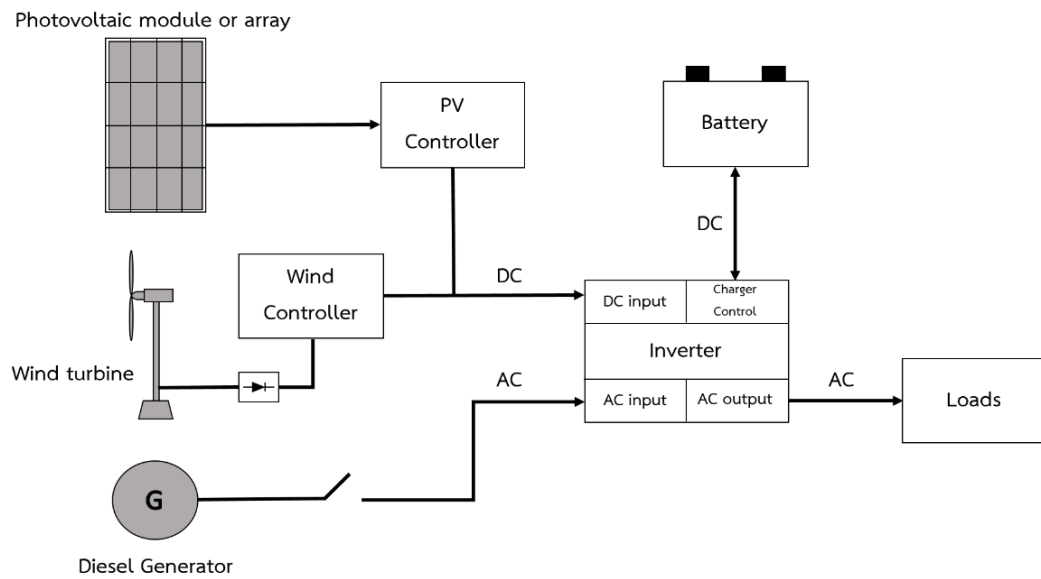 Photovoltaic module or array
PV
Controller
Battery
DC
Wind
Controller
DC
DC input
Charger
Control
Inverter
Wind turbine
AC
AC input
AC output
AC
Loads
G
Diesel Generator